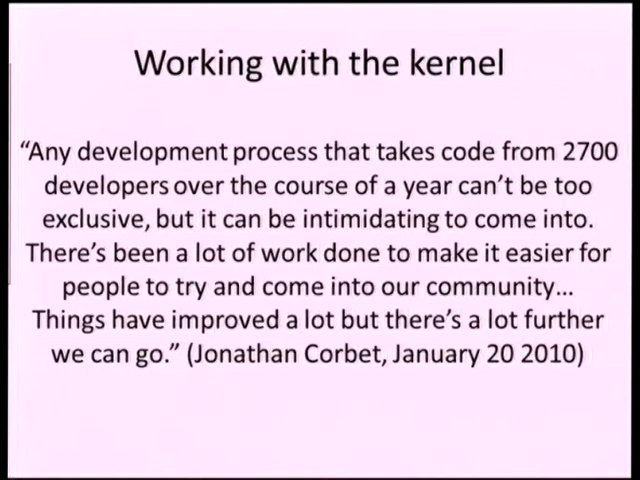 Working with the kernel
“Any development process that takes code from 2700
developers over the course of a year can’t be too
exclusive, but it can be intimidating to come into.
There’s been a lot of work done to make it easier for
people to try and come into our community...
Things have improved a lot but there’s a lot further
we can go.” (Jonathan Corbet, January 20 2010)